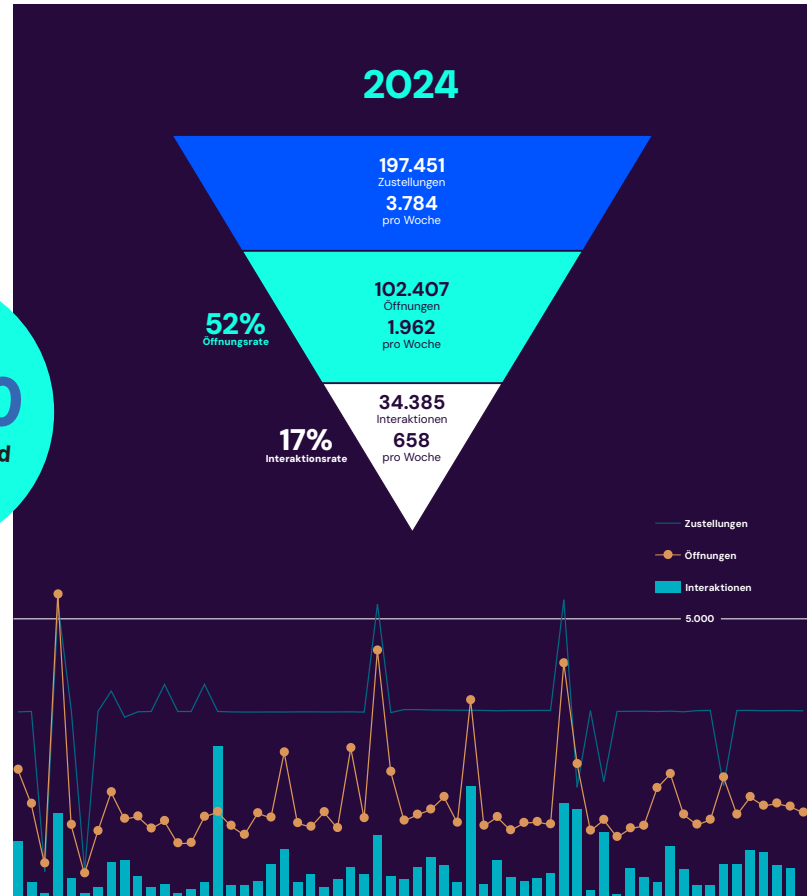 2024
197.451
Zustellungen
3.784
pro Woche
102.407
Öffnungen
1.962
pro Woche
52%
Öffnungsrate
34.385
Interaktionen
658
pro Woche
17%
Interaktionsrate
0
d
Zustellungen
Öffnungen
Interaktionen
5.000